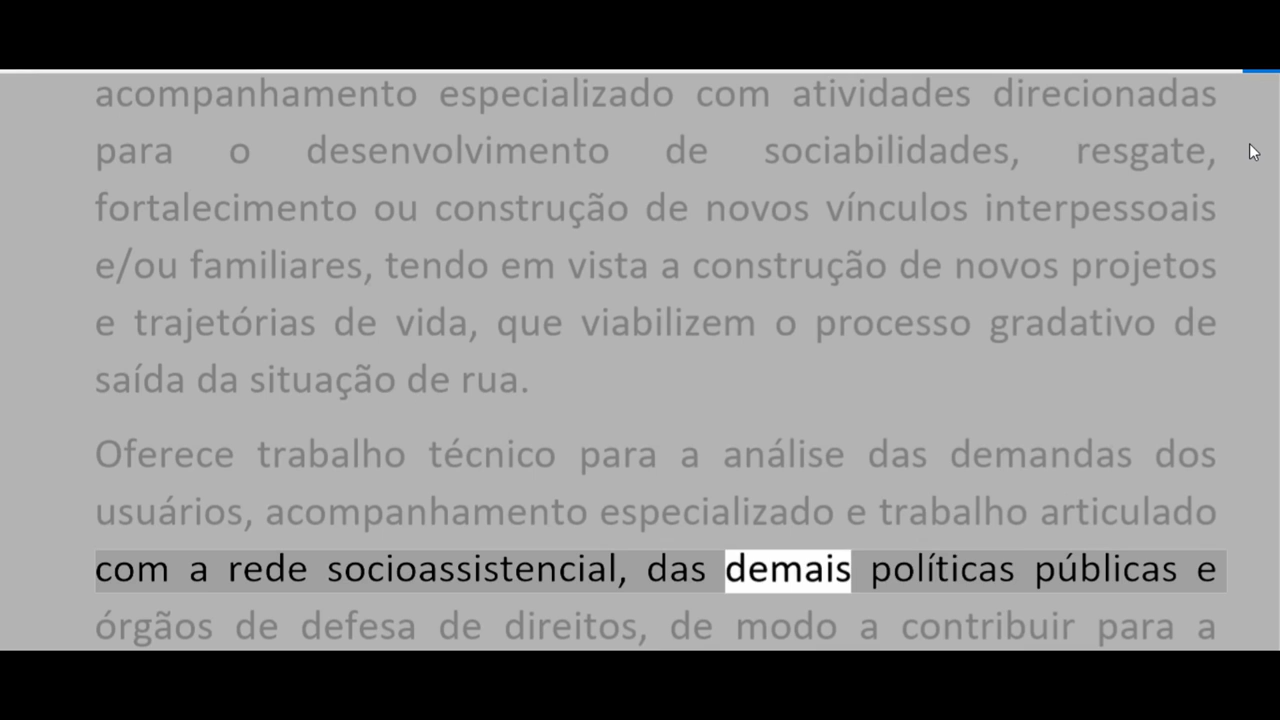 acompanhamento especializado com atividades direcionadas
para o desenvolvimento de sociabilidades, resgate,
fortalecimento ou construção de novos vínculos interpessoais
e/ou familiares, tendo em vista a construção de novos projetos
e trajetórias de vida, que viabilizem o processo gradativo de
saída da situação de rua.
Oferece trabalho técnico para a análise das demandas dos
usuários, acompanhamento especializado e trabalho articulado
com a rede socioassistencial, das demais políticas públicas e
órgãos de defesa de direitos, de modo a contribuir para a